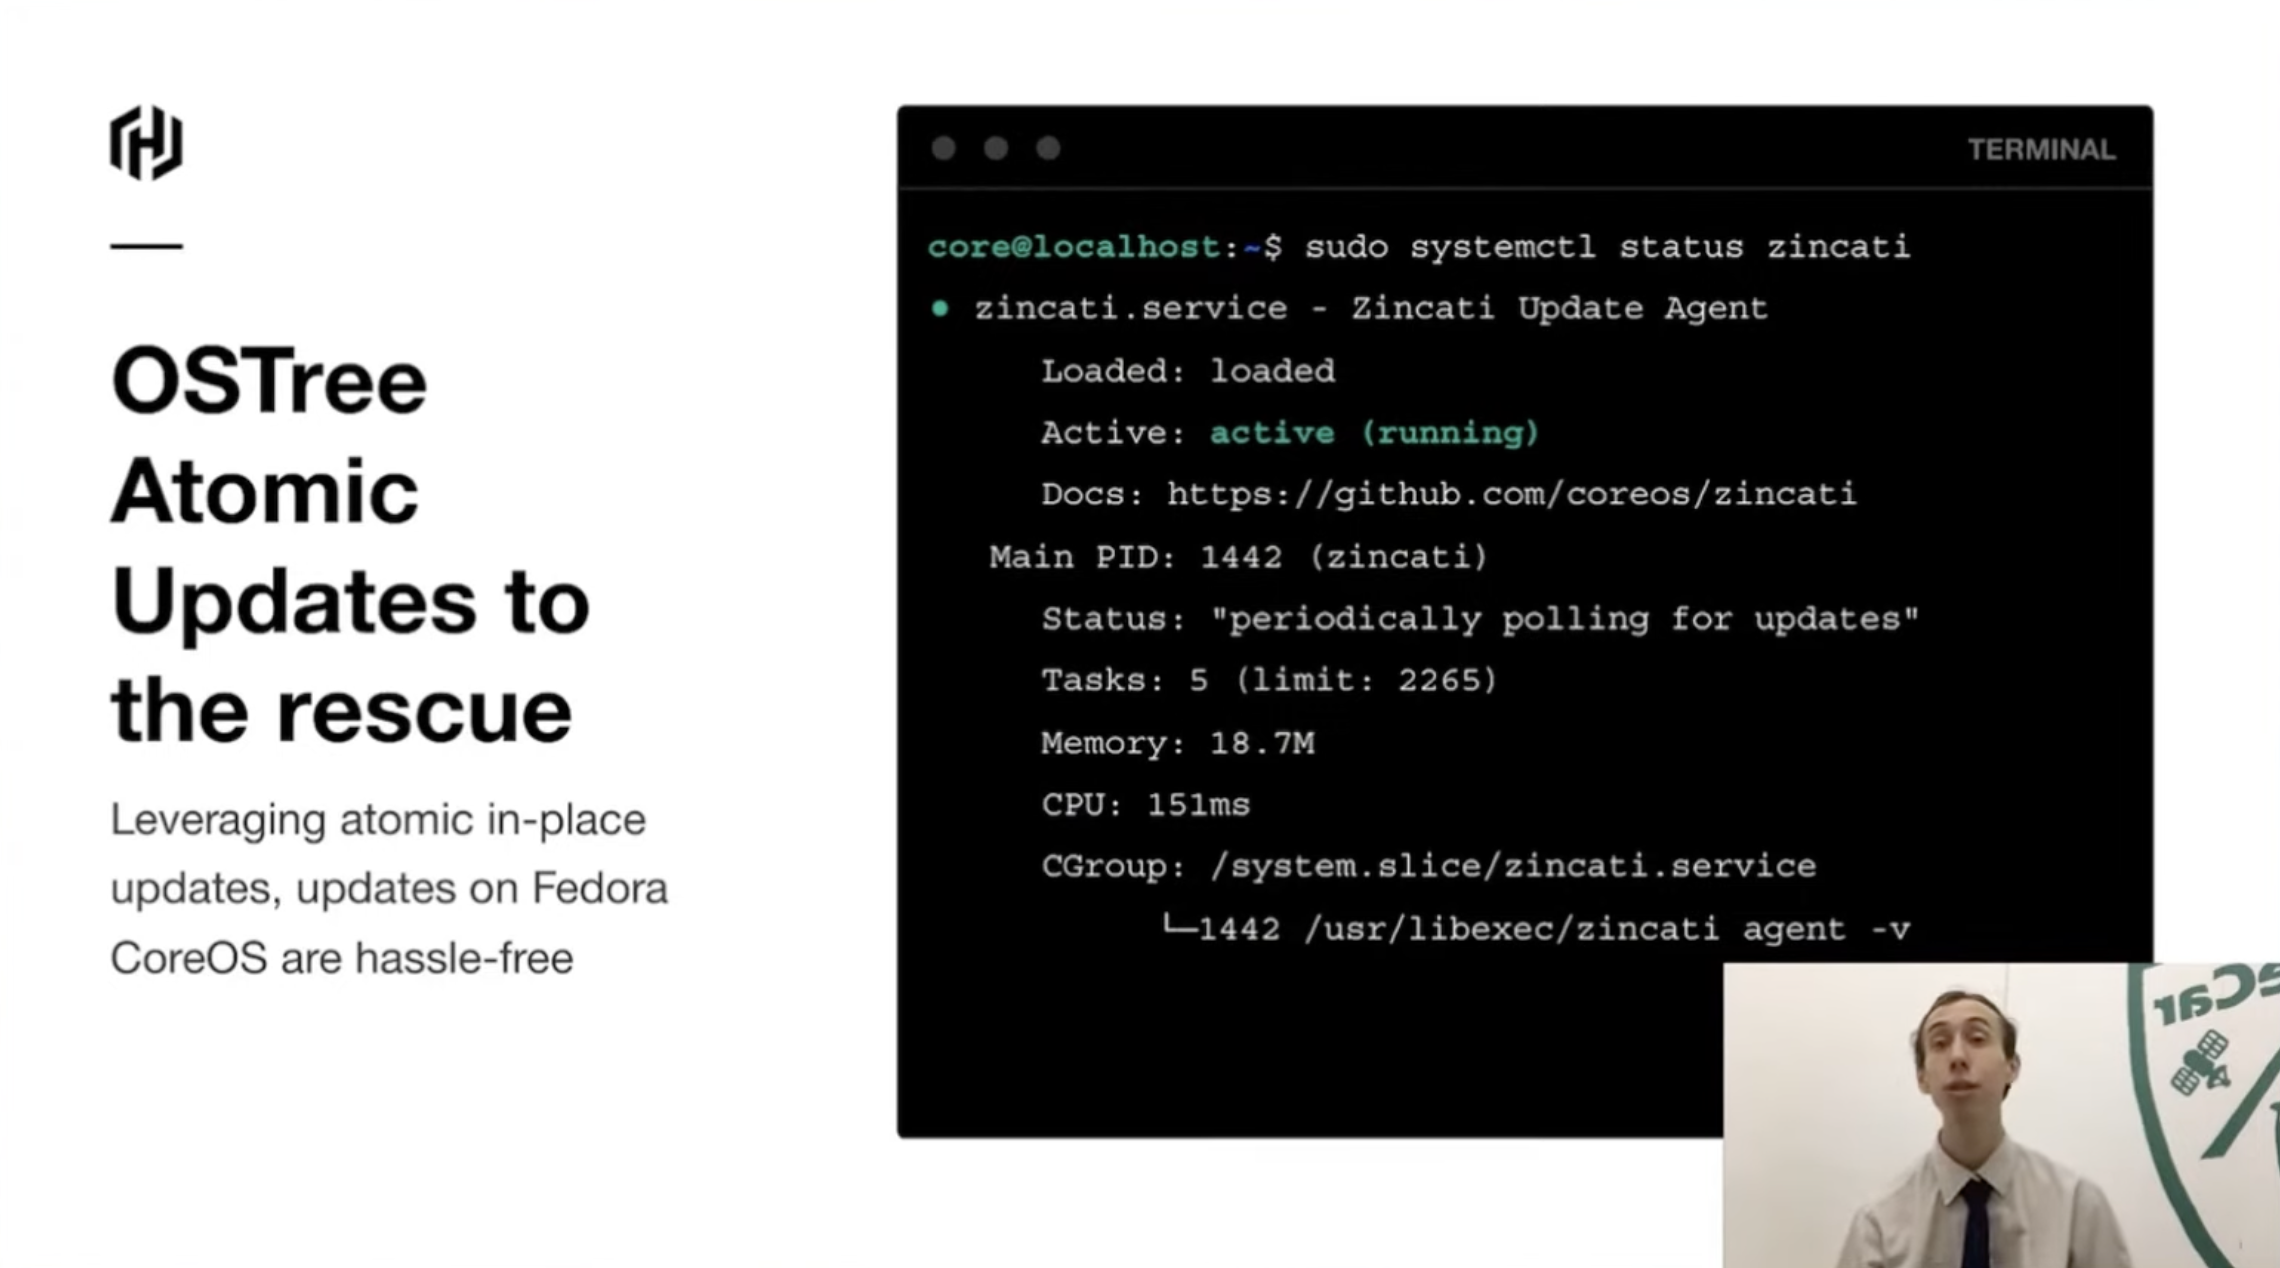 OSTree
Atomic
Updates to
the rescue
Leveraging atomic in-place
updates, updates on Fedora
CoreOS are hassle-free
TERMINAL
core@localhost:~$ sudo systemctl status zincati
● zincati.service - Zincati Update Agent
Loaded: loaded
Active: active (running)
Docs: https://github.com/coreos/zincati
Main PID: 1442 (zincati)
Status: "periodically polling for updates"
Tasks: 5 (limit: 2265)
Memory: 18.7M
CPU: 151ms
CGroup: /system.slice/zincati.service
└─1442 /usr/libexec/zincati agent -v